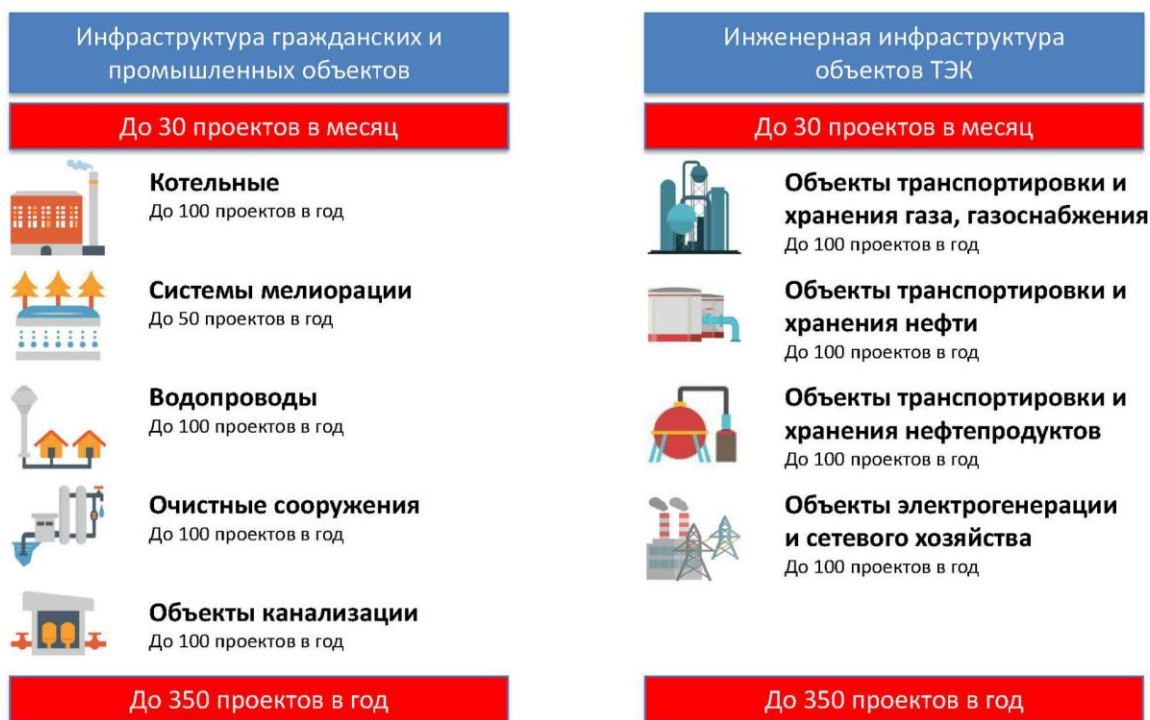 Инфраструктура гражданских и
промышленных объектов
До 30 проектов в месяц
Котельные
До 100 проектов в год
Системы мелиорации
До 50 проектов в год
Водопроводы
До 100 проектов в год
Очистные сооружения
До 100 проектов в год
Объекты канализации
До 100 проектов в год
До 350 проектов в год
Инженерная инфраструктура
объектов ТЭК
До 30 проектов в месяц
Объекты транспортировки и
хранения газа, газоснабжения
До 100 проектов в год
Объекты транспортировки и
хранения нефти
До 100 проектов в год
Объекты транспортировки и
хранения нефтепродуктов
До 100 проектов в год
Объекты электрогенерации
и сетевого хозяйства
До 100 проектов в год
До 350 проектов в год